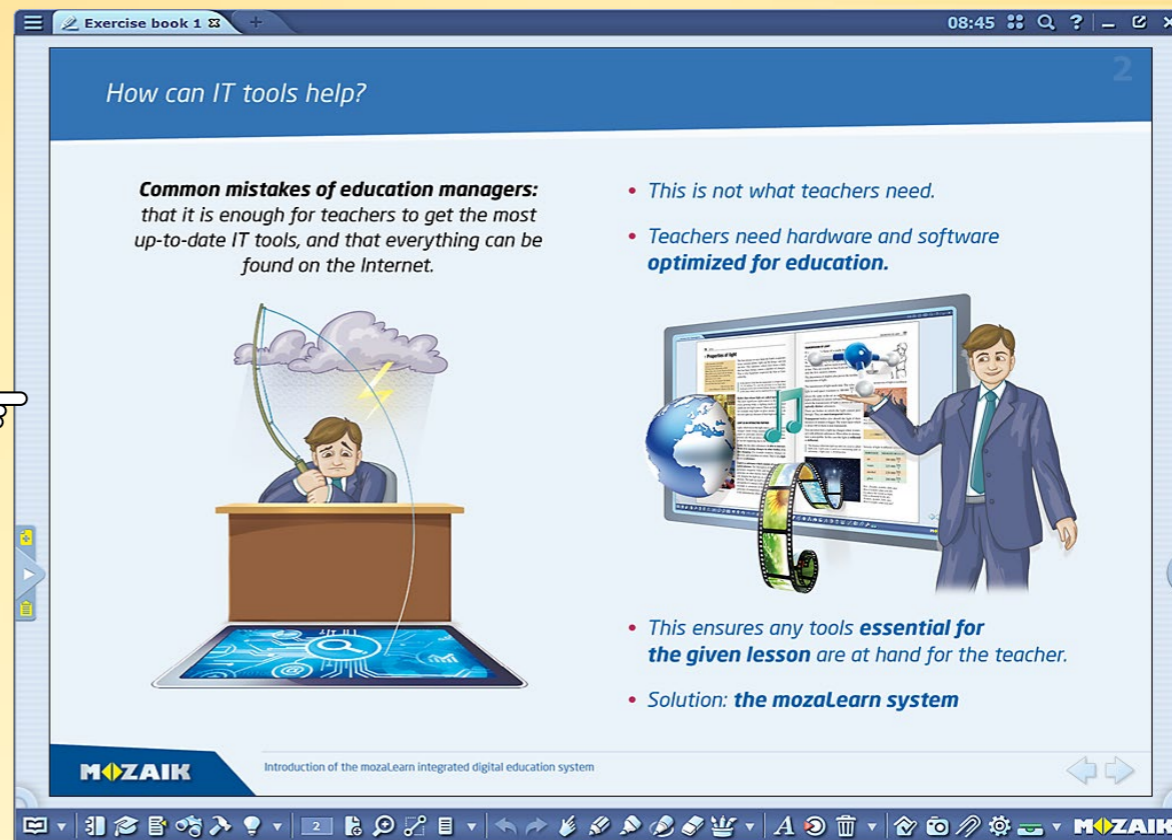 Exercise book 1
08:45
2
How can IT tools help?
Common mistakes of education managers:
that it is enough for teachers to get the most
up-to-date IT tools, and that everything can be
found on the Internet.
• This is not what teachers need.
• Teachers need hardware and software
optimized for education.
Properties of light
• This ensures any tools essential for
the given lesson are at hand for the teacher.
• Solution: the mozaLearn system
MOZAIK
Introduction of the mozaLearn integrated digital education system
2
MOZAIK